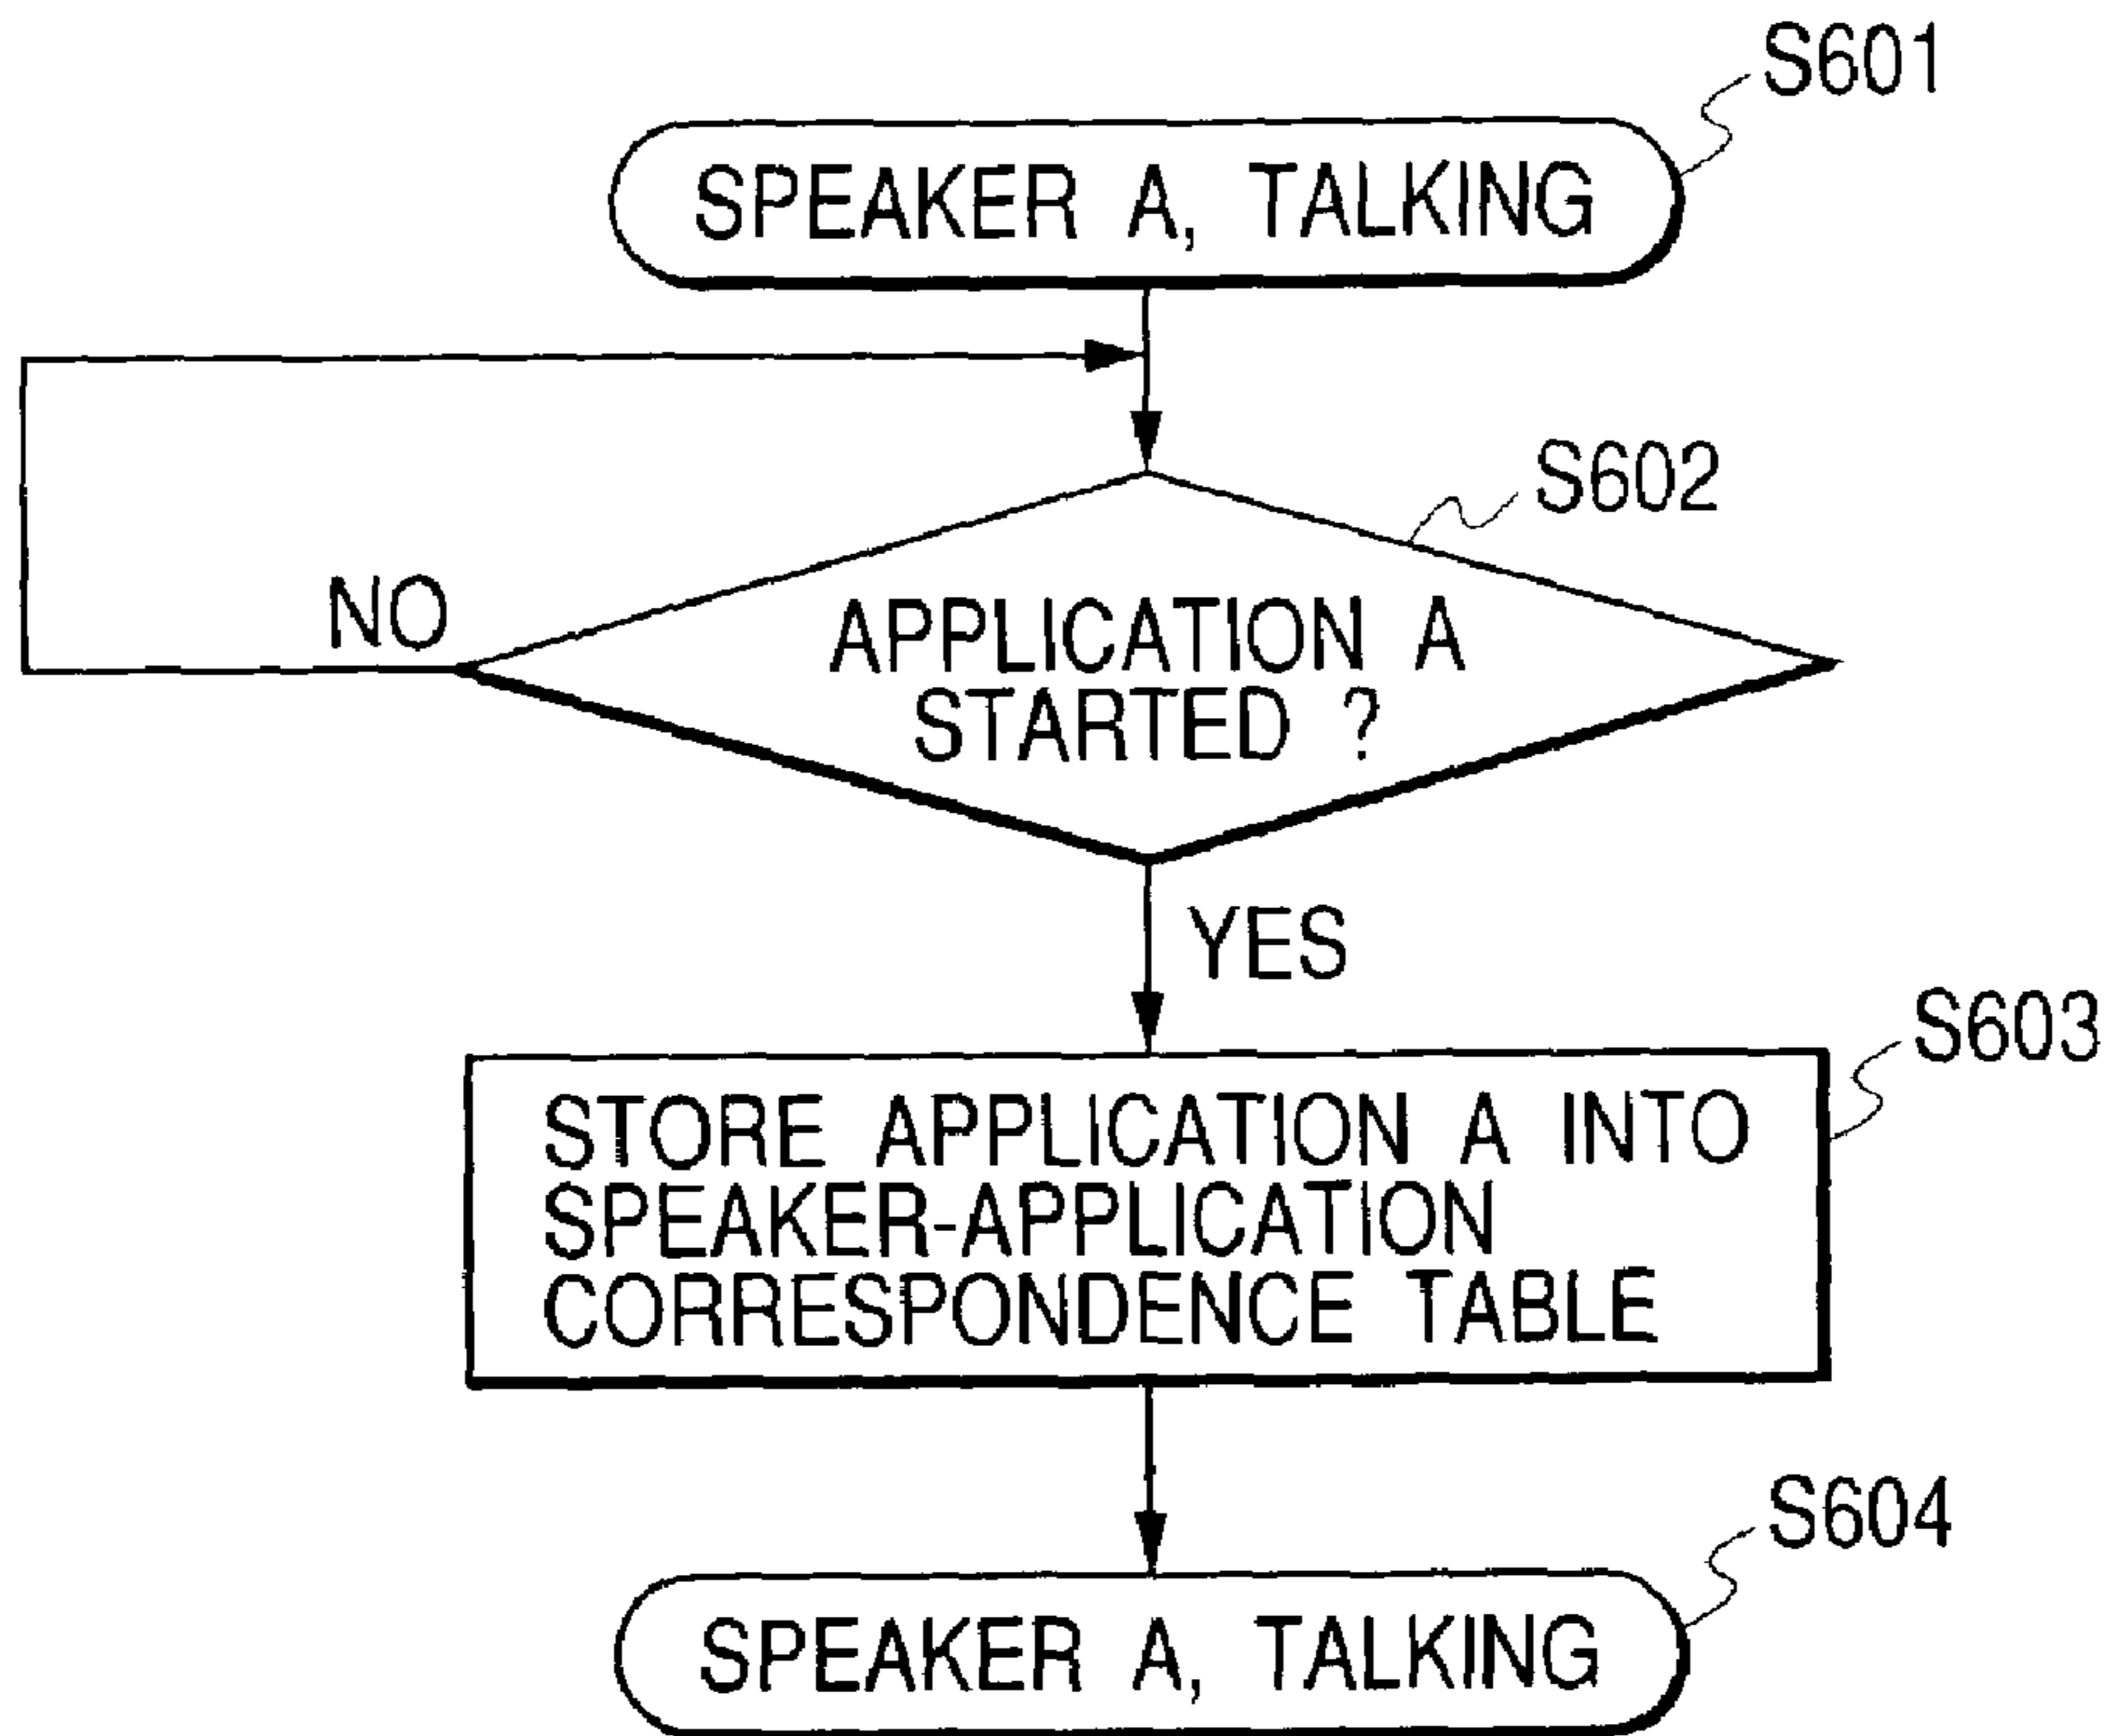 S601
SPEAKER A, TALKING
S602
NO
APPLICATION A
STARTED ?
YES
S603
STORE APPLICATION A INTO
SPEAKER-APPLICATION
CORRESPONDENCE TABLE
S604
SPEAKER A, TALKING